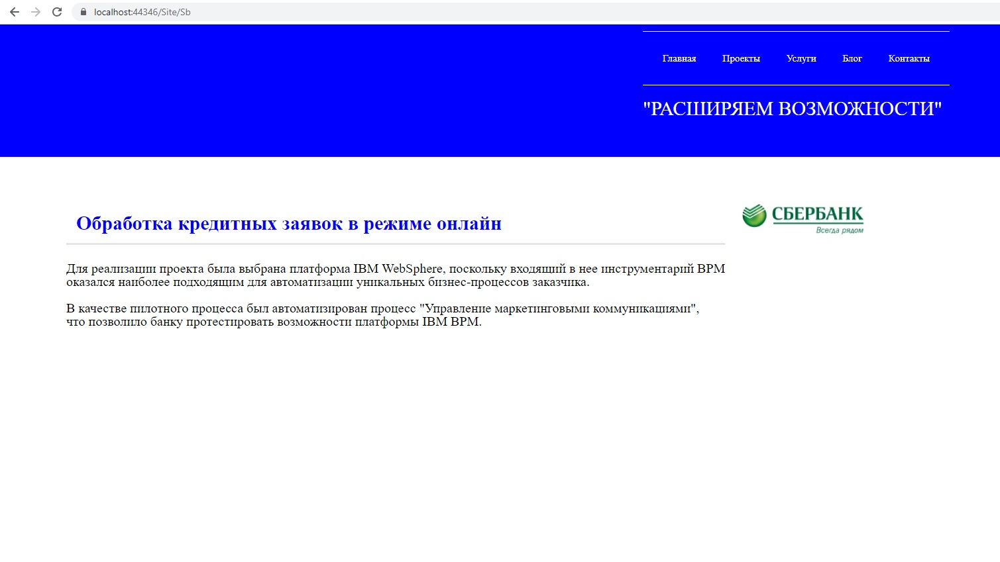 localhost:44346/Site/Sb
Главная Проекты Услуги Блог Контакты
"РАСШИРЯЕМ ВОЗМОЖНОСТИ"
Обработка кредитных заявок в режиме онлайн
СБЕРБАНК
Всегда рядом
Для реализации проекта была выбрана платформа IBM WebSphere, поскольку входящий в нее инструментарий BPM
оказался наиболее подходящим для автоматизации уникальных бизнес-процессов заказчика.
В качестве пилотного процесса был автоматизирован процесс "Управление маркетинговыми коммуникациями",
что позволило банку протестировать возможности платформы IBM BPM.